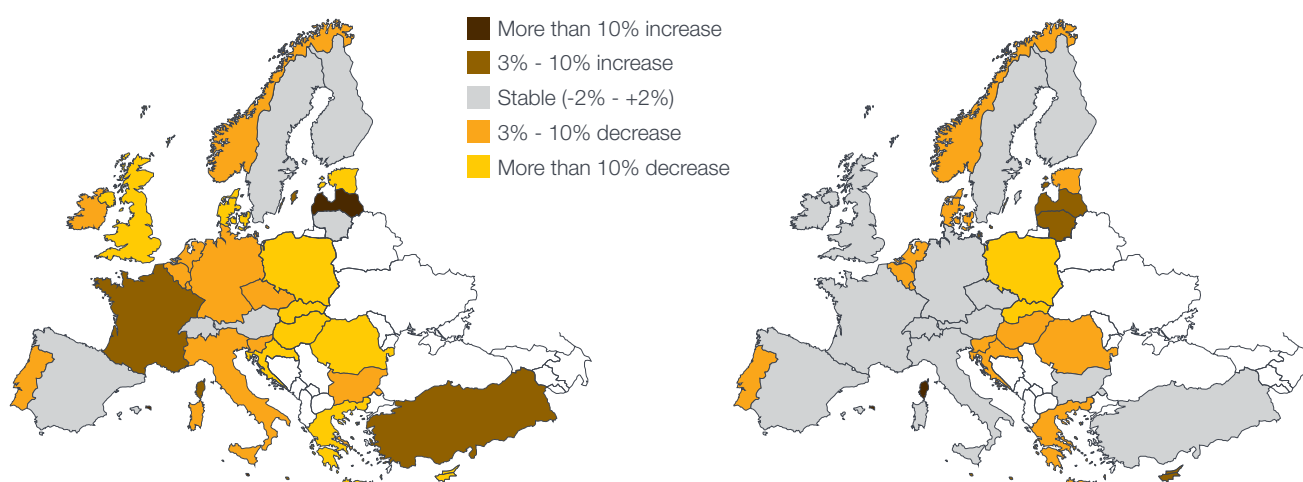 More than 10% increase
3% - 10% increase
Stable (-2% - +2%)
3% - 10% decrease
More than 10% decrease